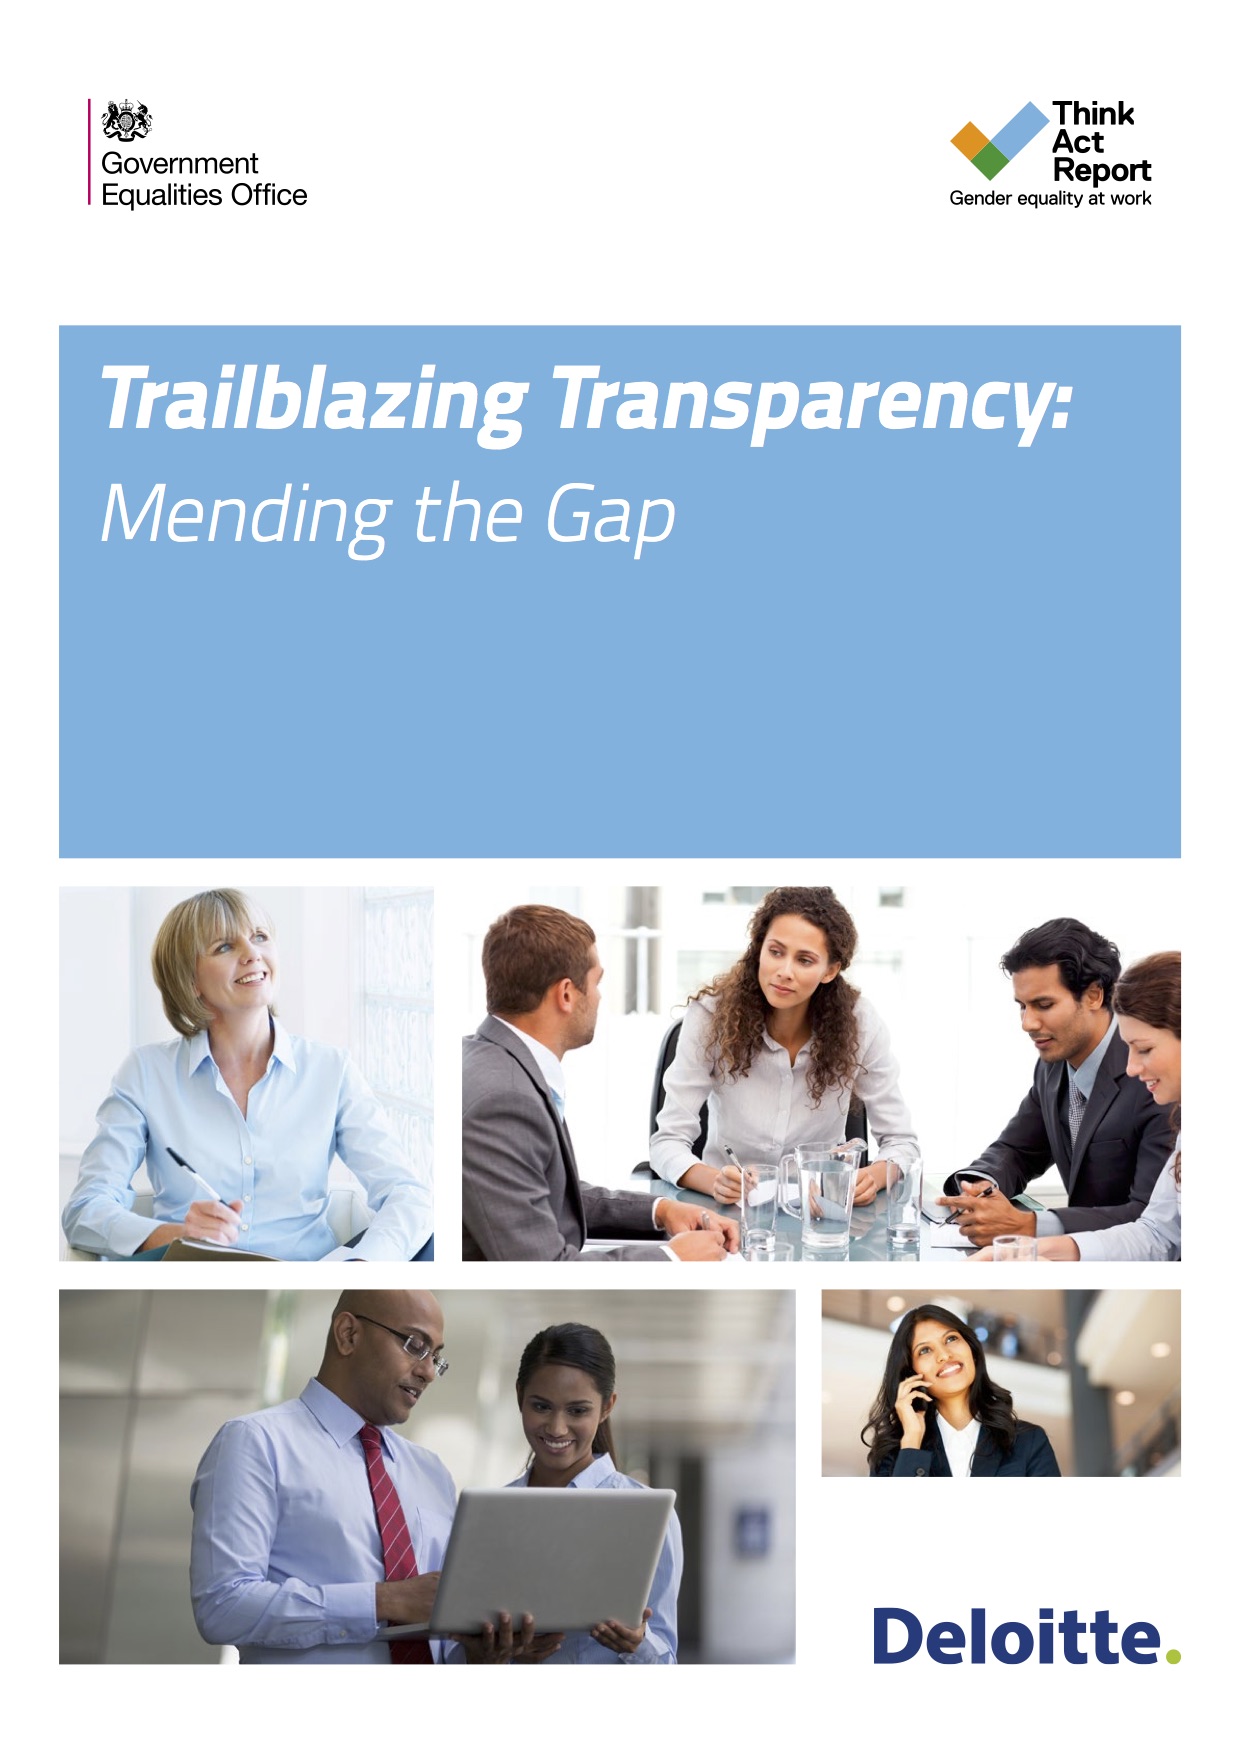 Government
Equalities Office
Think
Act
Report
Gender equality at work
Trailblazing Transparency:
Mending the Gap
Deloitte.